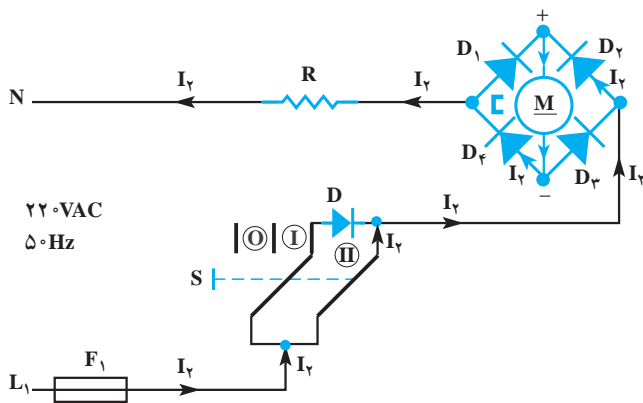 +
D۱ D۲
R
I۲ I۲ I۲
N M
D۴ D۳
I۲ I۲
−
D I۲
۲۲۰VAC
۵۰Hz
O I II I۲
S
F۱
L۱ I۲ I۲